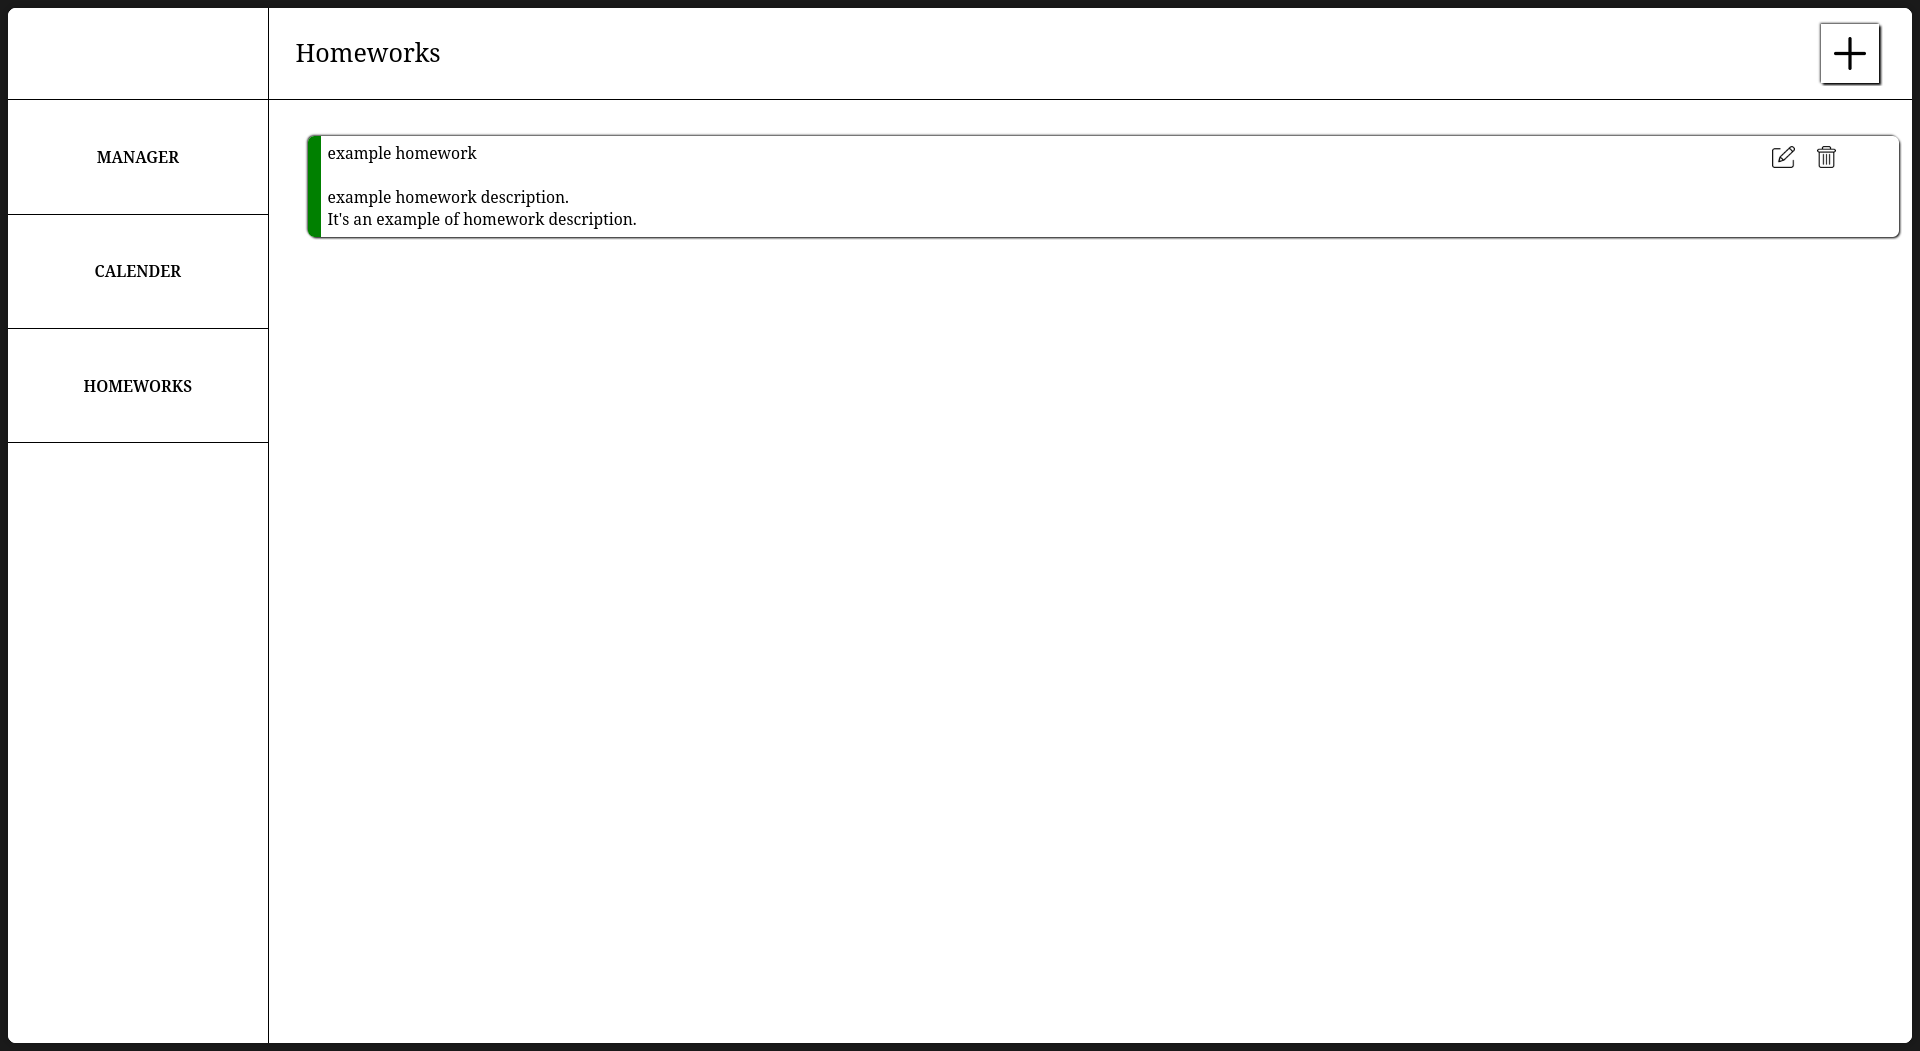 Homeworks
MANAGER
CALENDER
HOMEWORKS
example homework
example homework description.
It's an example of homework description.